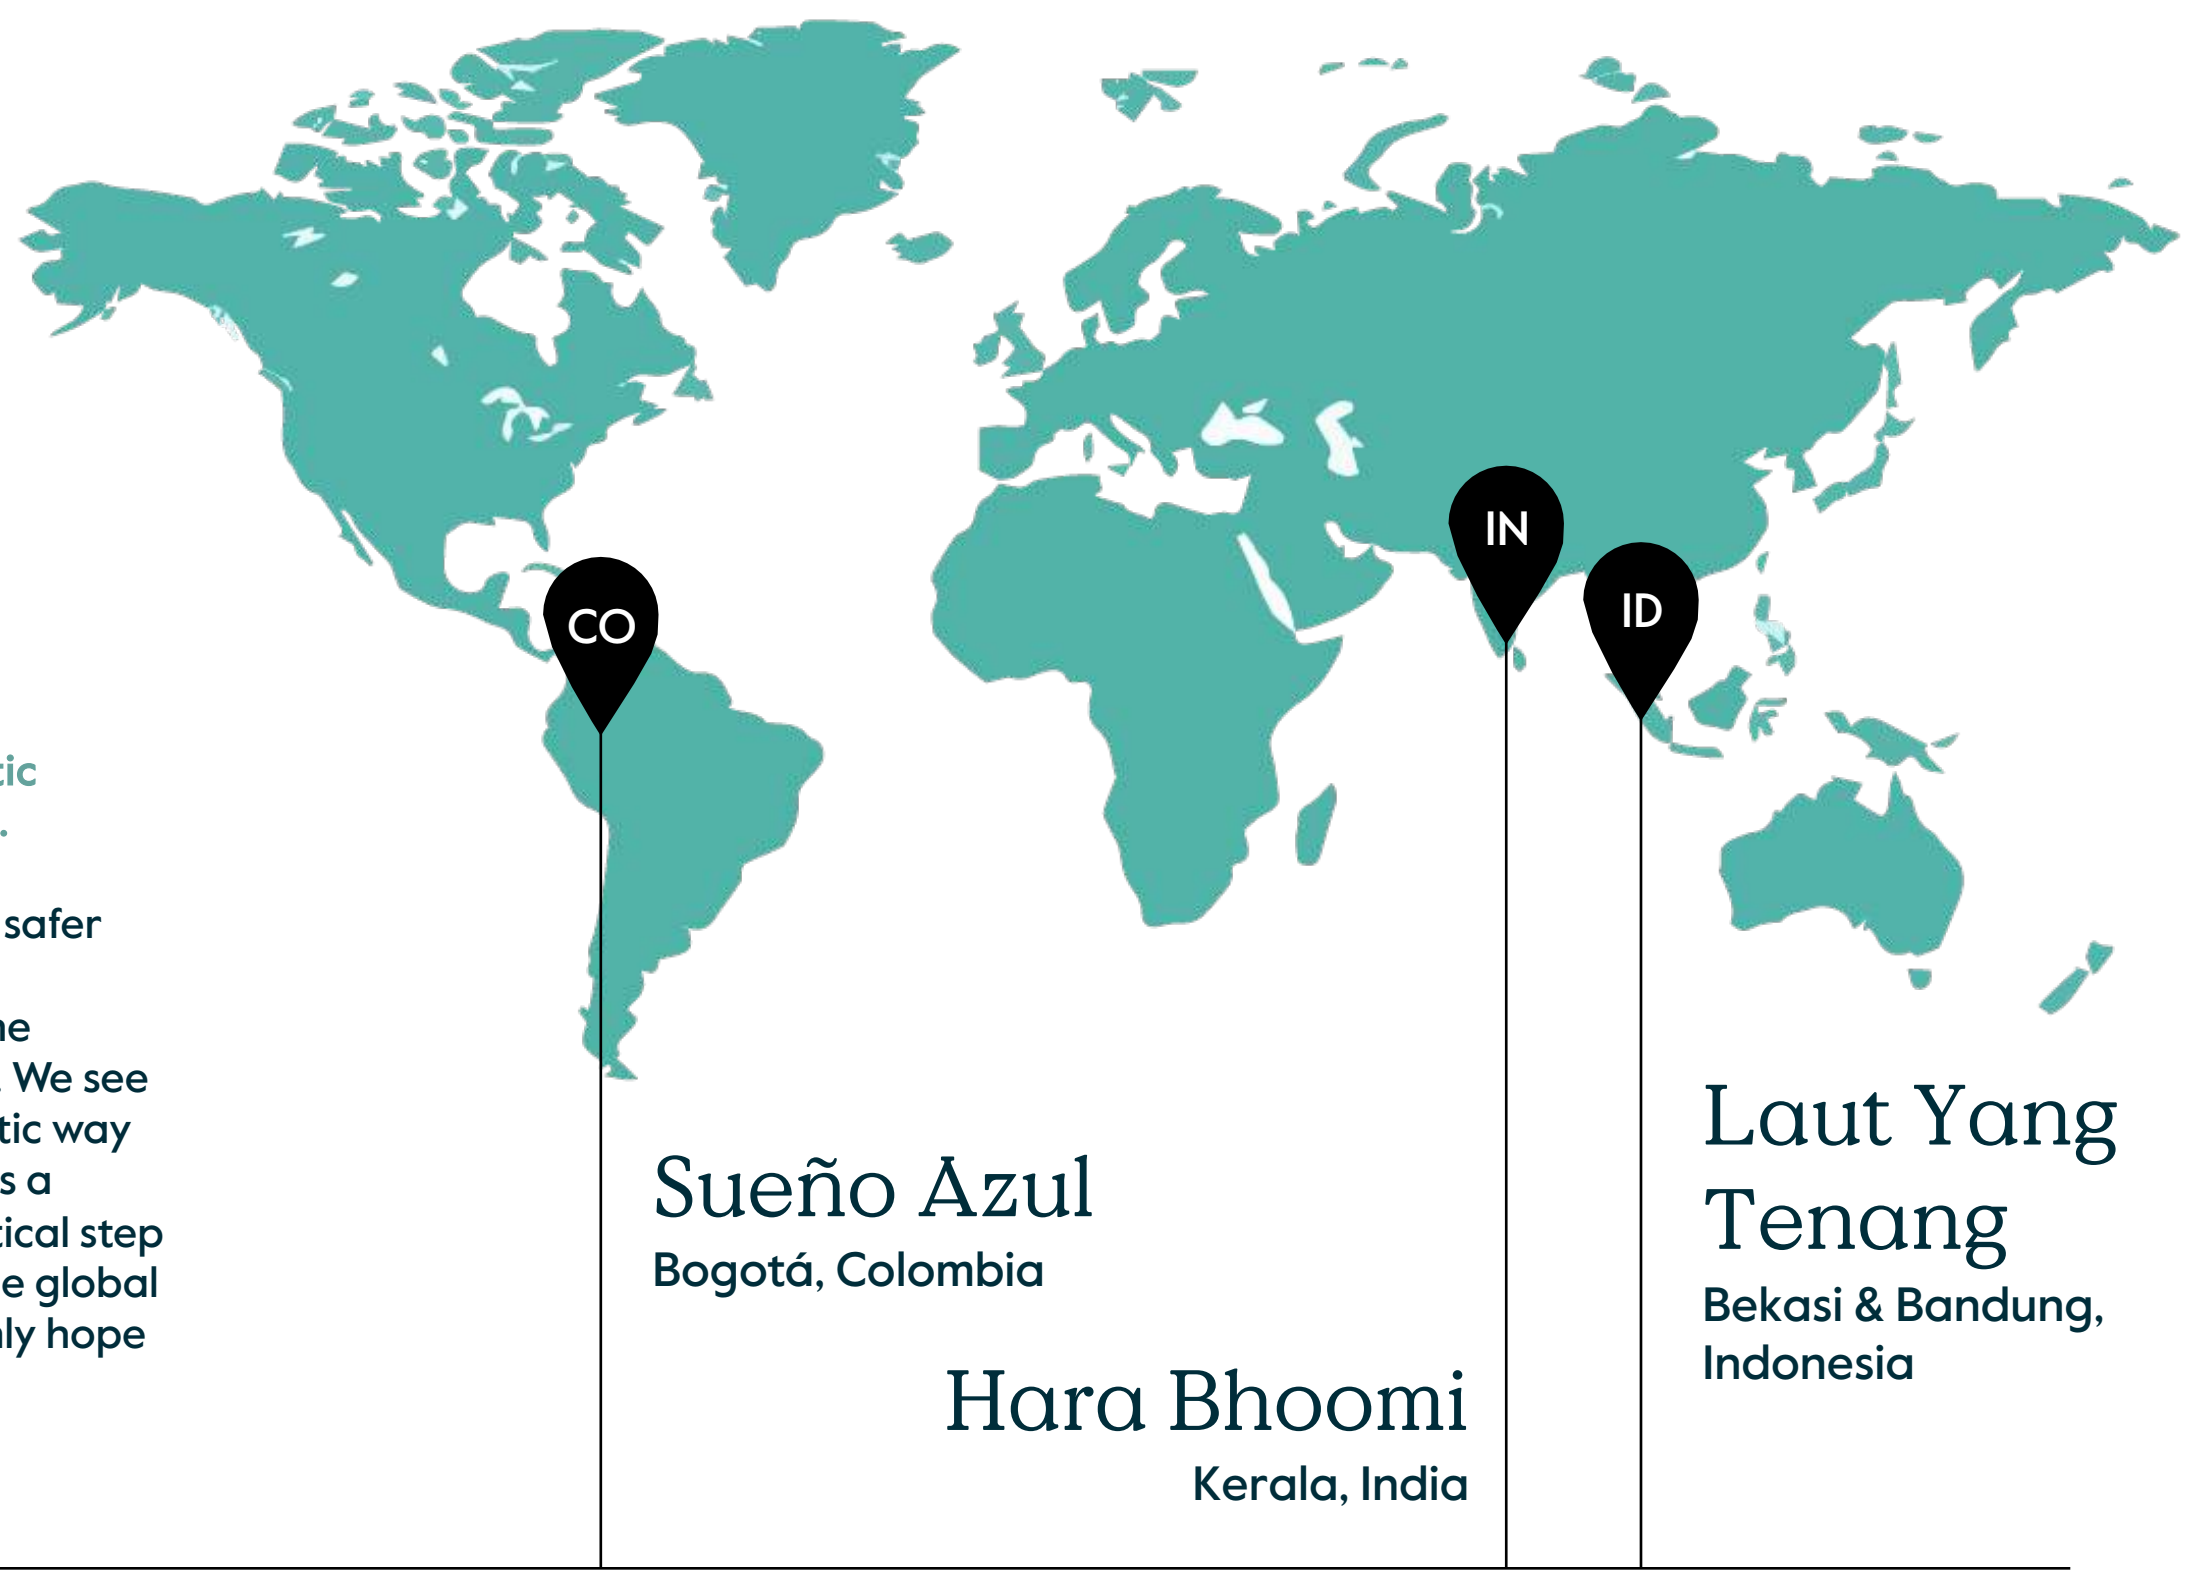 tic
.
safer
ne
. We see
tic way
s a
tical step
e global
nly hope
CO
IN
ID
Sueño Azul
Bogotá, Colombia
Hara Bhoomi
Kerala, India
Laut Yang
Tenang
Bekasi & Bandung,
Indonesia